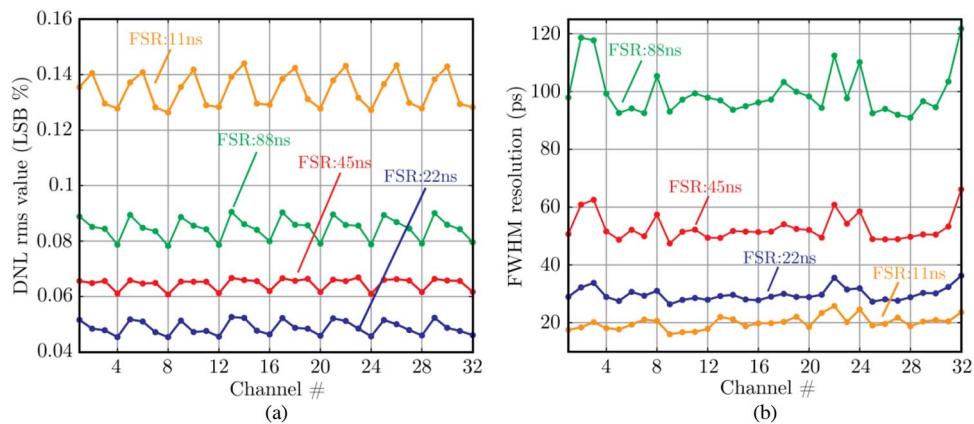 0.16
0.14
0.12
0.1
0.08
0.06
0.04
DNL rms value (LSB %)
FSR:11ns
FSR:88ns
FSR:45ns
FSR:22ns
4 8 12 16 20 24 28 32
Channel #
(a)
120
100
80
60
40
20
FWHM resolution (ps)
FSR:88ns
FSR:45ns
FSR:22ns
FSR:11ns
4 8 12 16 20 24 28 32
Channel #
(b)